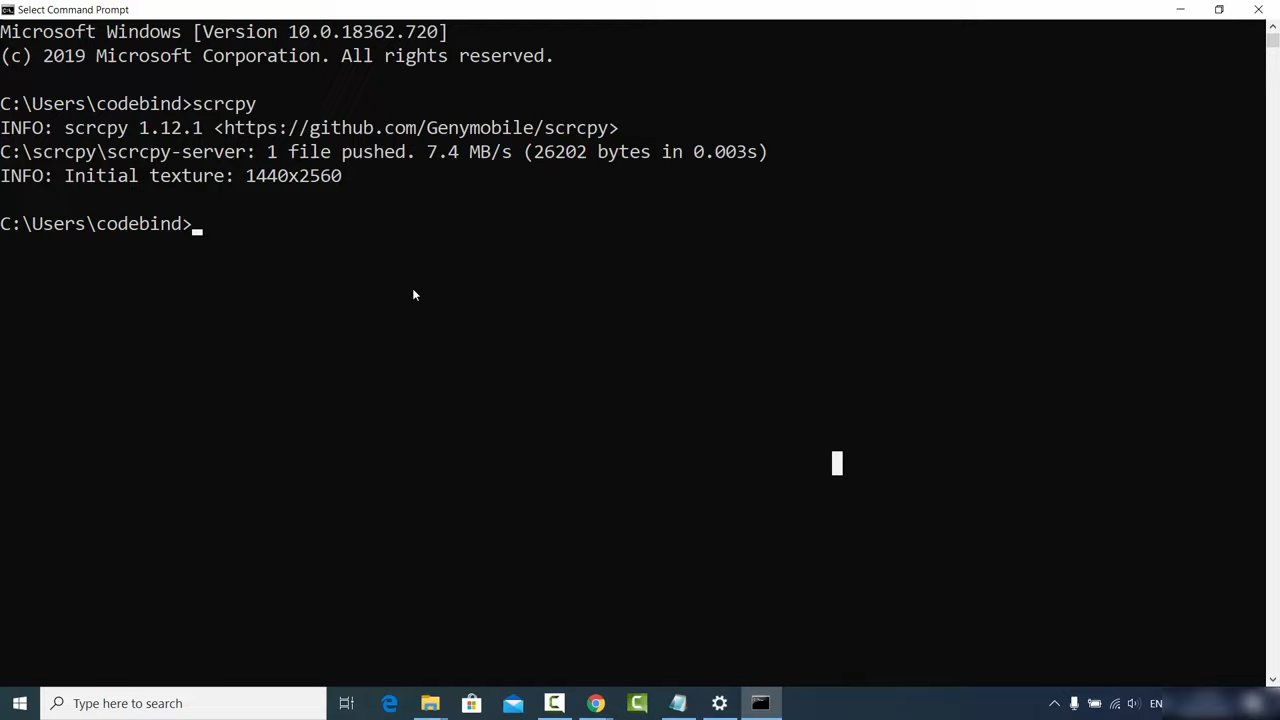 Select Command Prompt
Microsoft Windows [Version 10.0.18362.720]
(c) 2019 Microsoft Corporation. All rights reserved.
C:\Users\codebind>scrcpy
INFO: scrcpy 1.12.1 <https://github.com/Genymobile/scrcpy>
C:\scrcpy\scrcpy-server: 1 file pushed. 7.4 MB/s (26202 bytes in 0.003s)
INFO: Initial texture: 1440x2560
C:\Users\codebind>
Type here to search
EN